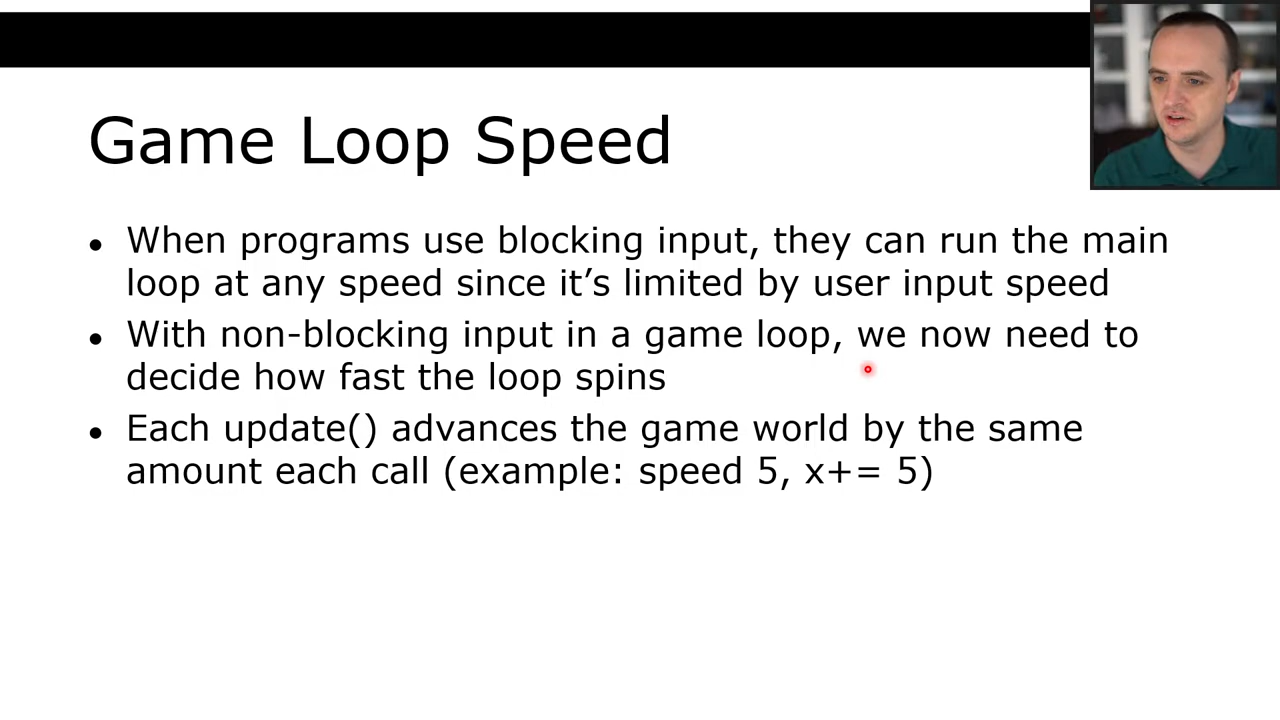 Game Loop Speed
● When programs use blocking input, they can run the main
loop at any speed since it’s limited by user input speed
● With non-blocking input in a game loop, we now need to
decide how fast the loop spins
● Each update() advances the game world by the same
amount each call (example: speed 5, x+= 5)